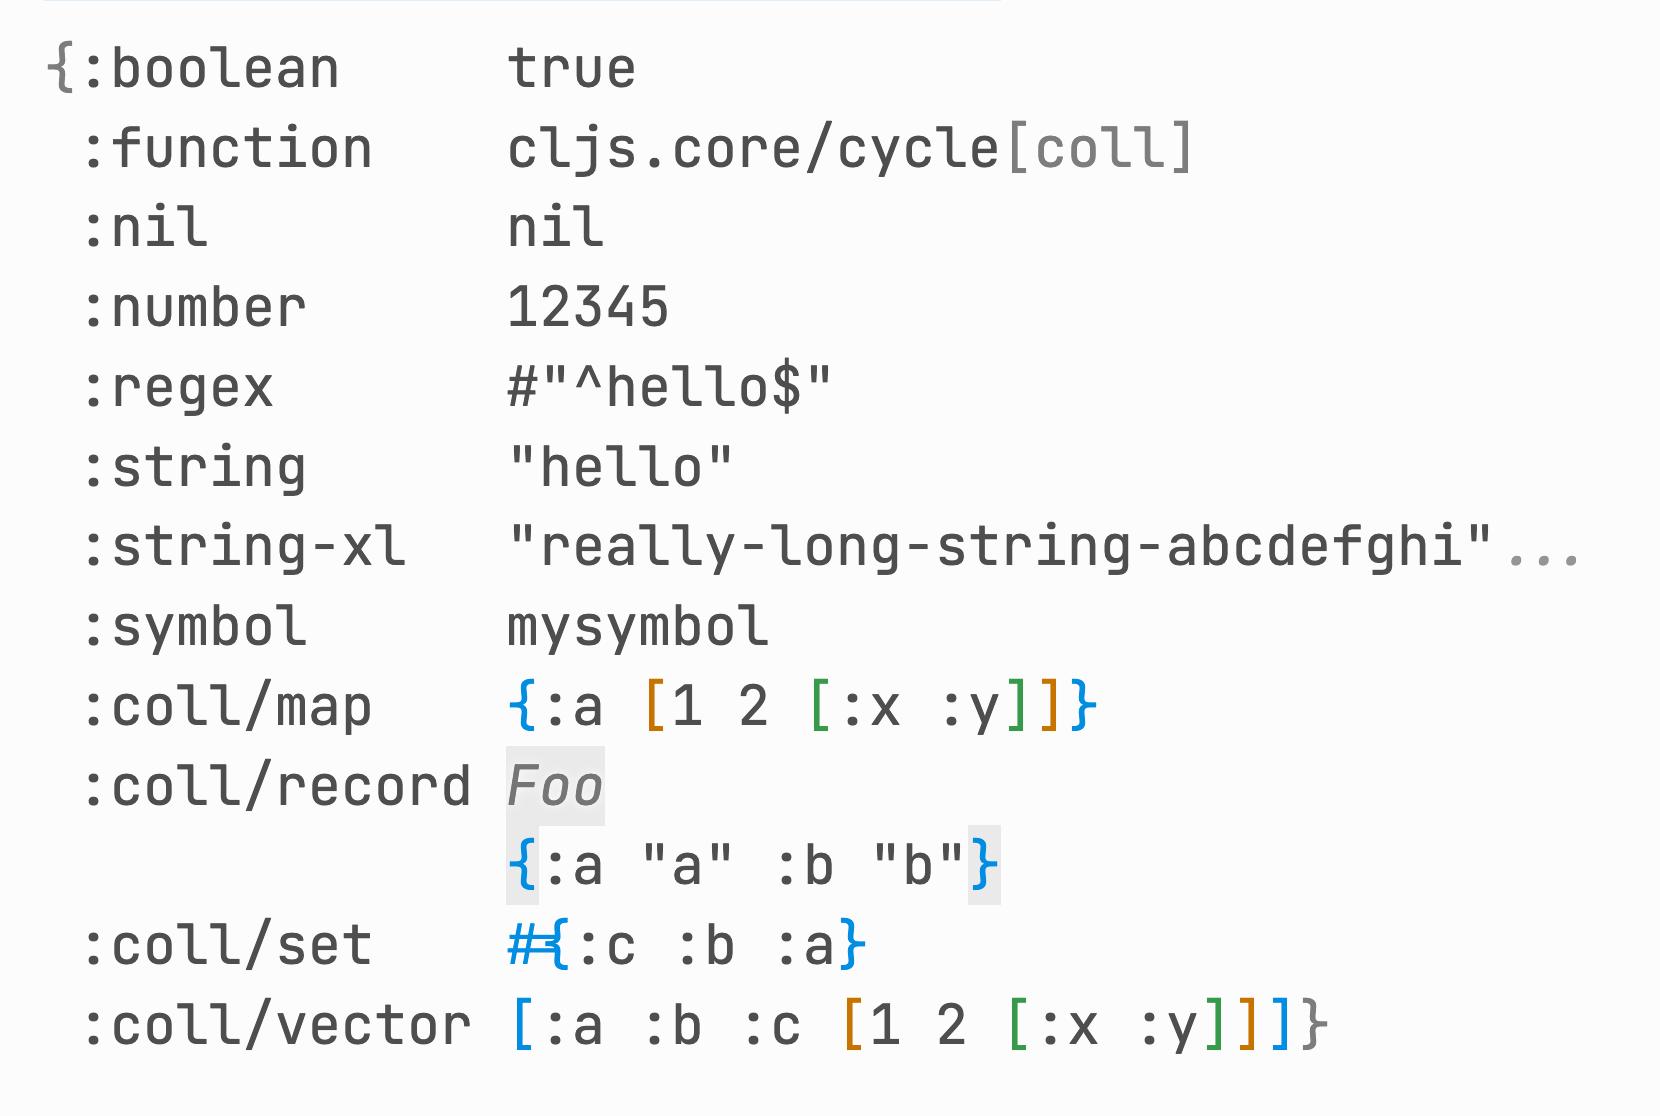 {:boolean     true
 :function    cljs.core/cycle[coll]
 :nil         nil
 :number      12345
 :regex       #"^hello$"
 :string      "hello"
 :string-xl   "really-long-string-abcdefghi"...
 :symbol      mysymbol
 :coll/map    {:a [1 2 [:x :y]]}
 :coll/record Foo
              {:a "a" :b "b"}
 :coll/set    #{:c :b :a}
 :coll/vector [:a :b :c [1 2 [:x :y]]]}